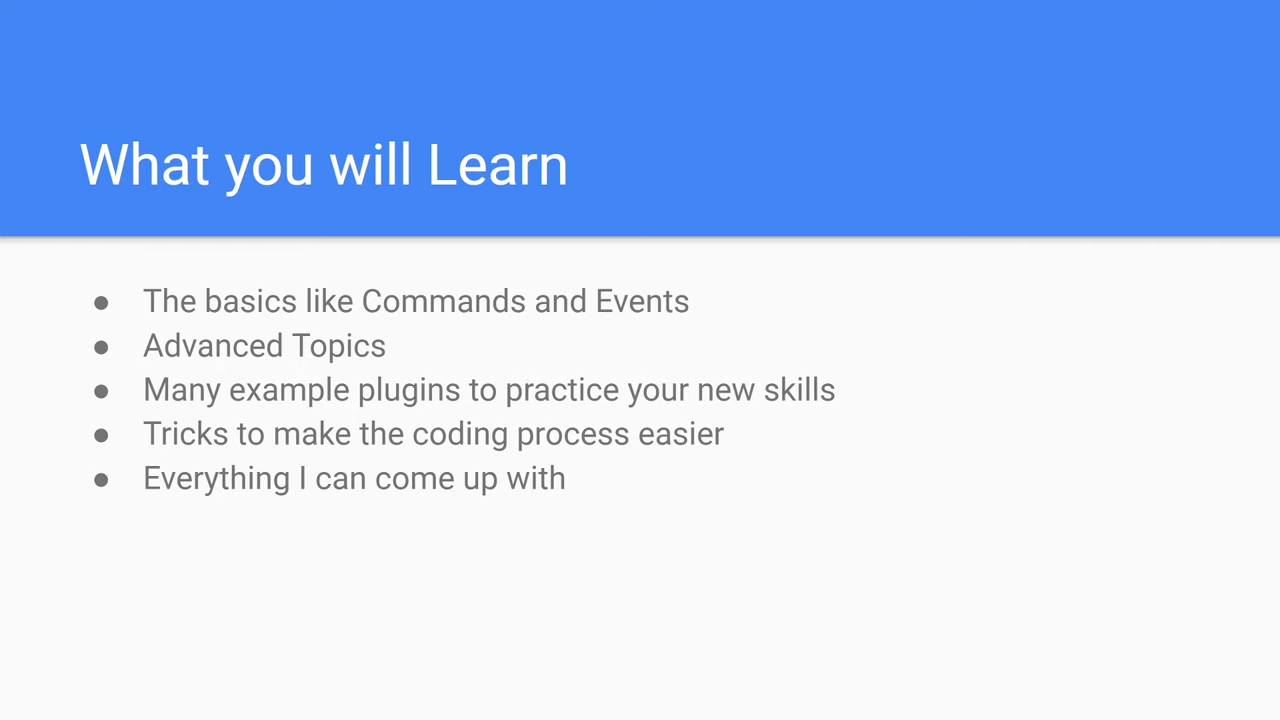 What you will Learn
● The basics like Commands and Events
● Advanced Topics
● Many example plugins to practice your new skills
● Tricks to make the coding process easier
● Everything I can come up with